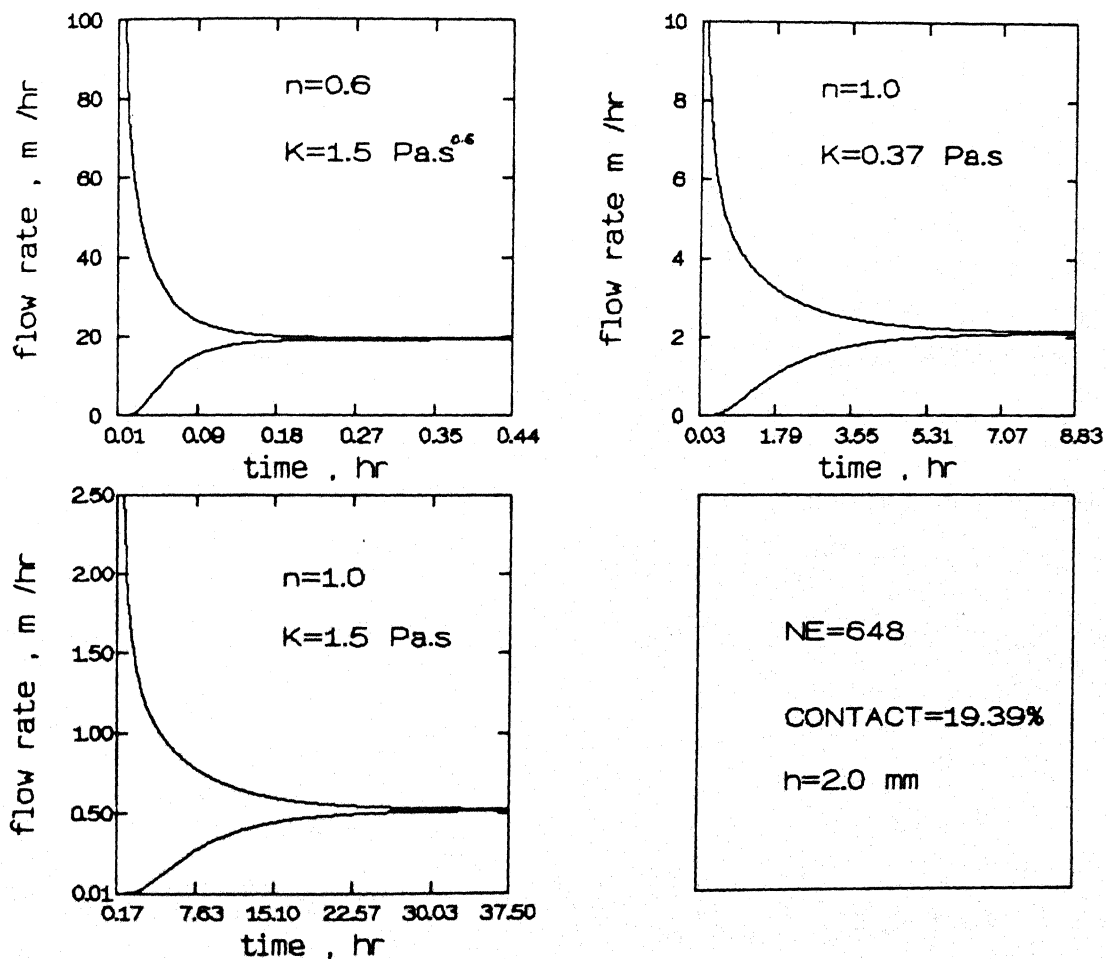 flow rate , m /hr
100
80
60
40
20
0
n=0.6
K=1.5 Pa.s^0.6
0.01 0.09 0.18 0.27 0.35 0.44
time , hr
flow rate m /hr
10
8
6
4
2
0
n=1.0
K=0.37 Pa.s
0.03 1.79 3.55 5.31 7.07 8.83
time , hr
flow rate , m /hr
2.50
2.00
1.50
1.00
0.50
0.01
n=1.0
K=1.5 Pa.s
0.17 7.63 15.10 22.57 30.03 37.50
time , hr
NE=648
CONTACT=19.39%
h=2.0 mm